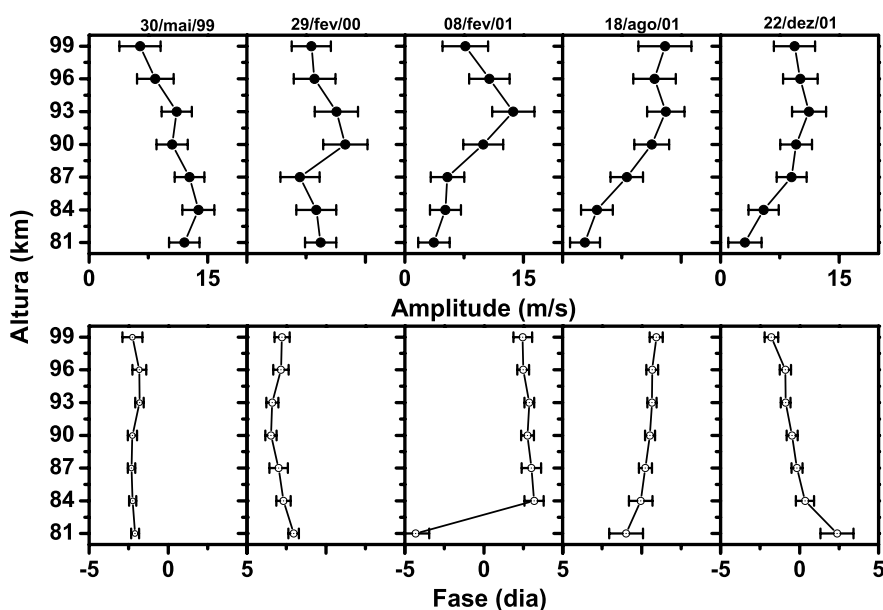 30/mai/99 29/fev/00 08/fev/01 18/ago/01 22/dez/01
99
96
93
90
87
84
81
0 15 0 15 0
Amplitude (m/s)
Altura (km)
99
96
93
90
87
84
81
-5 0 5 -5 0 5 -5 0 5
Fase (dia)